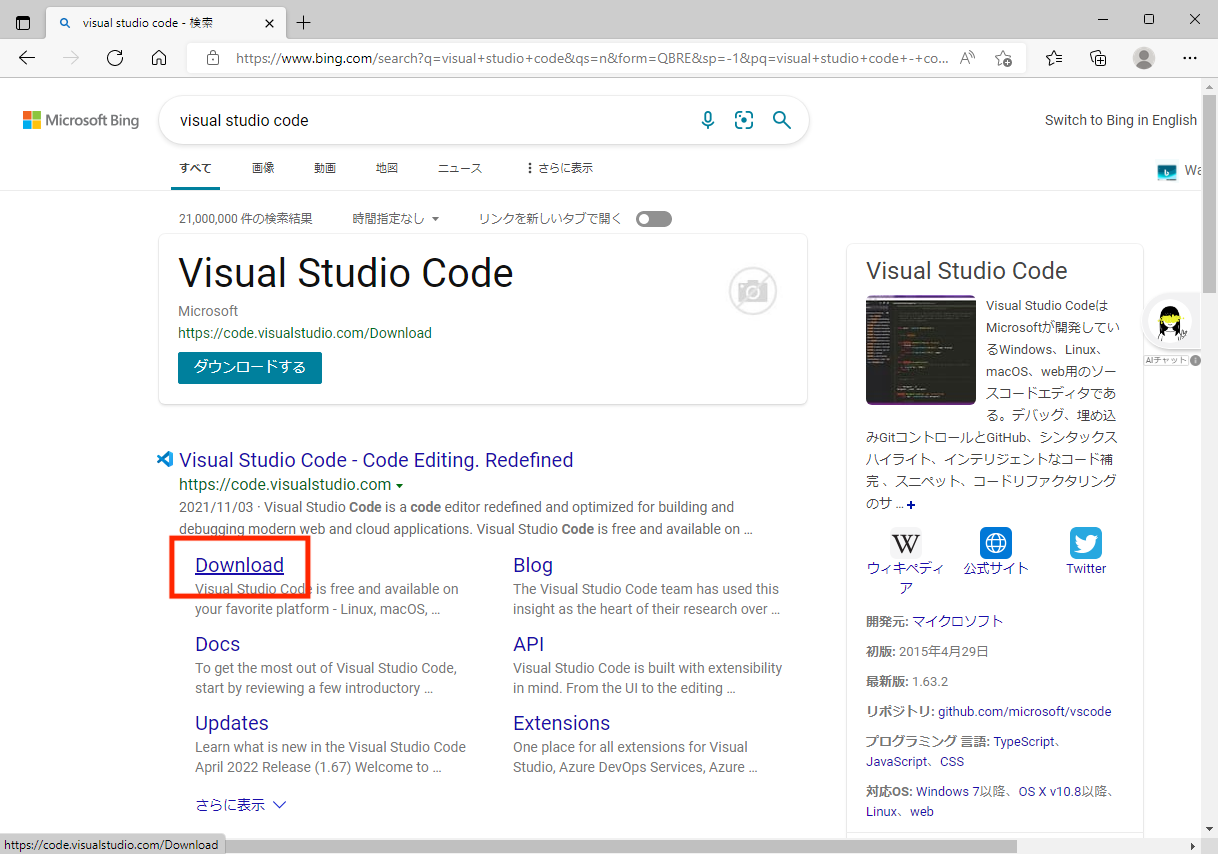 visual studio code - 検索
https://www.bing.com/search?q=visual+studio+code&qs=n&form=QBRE&sp=-1&pq=visual+studio+code+-+co...
Microsoft Bing
visual studio code
Switch to Bing in English
すべて
画像
動画
地図
ニュース
さらに表示
21,000,000 件の検索結果
時間指定なし
リンクを新しいタブで開く
Visual Studio Code
Microsoft
https://code.visualstudio.com/Download
ダウンロードする
Visual Studio Code - Code Editing. Redefined
https://code.visualstudio.com
2021/11/03 · Visual Studio Code is a code editor redefined and optimized for building and
debugging modern web and cloud applications. Visual Studio Code is free and available on ...
Download
Visual Studio Code is free and available on
your favorite platform - Linux, macOS, ...
Blog
The Visual Studio Code team has used this
insight as the heart of their research over ...
Docs
To get the most out of Visual Studio Code,
start by reviewing a few introductory ...
API
Visual Studio Code is built with extensibility
in mind. From the UI to the editing ...
Updates
Learn what is new in the Visual Studio Code
April 2022 Release (1.67) Welcome to ...
Extensions
One place for all extensions for Visual
Studio, Azure DevOps Services, Azure ...
さらに表示
Visual Studio Code
Visual Studio Codeは
Microsoftが開発してい
るWindows、Linux、
macOS、web用のソー
スコードエディタであ
る。デバッグ、埋め込
みGitコントロールとGitHub、シンタックス
ハイライト、インテリジェントなコード補
完 、スニペット、コードリファクタリング
のサ ... +
W
ウィキペディ
ア
公式サイト
Twitter
開発元: マイクロソフト
初版: 2015年4月29日
最新版: 1.63.2
リポジトリ: github.com/microsoft/vscode
プログラミング 言語: TypeScript、
JavaScript、CSS
対応OS: Windows 7以降、OS X v10.8以降、
Linux、web
AIチャット
https://code.visualstudio.com/Download